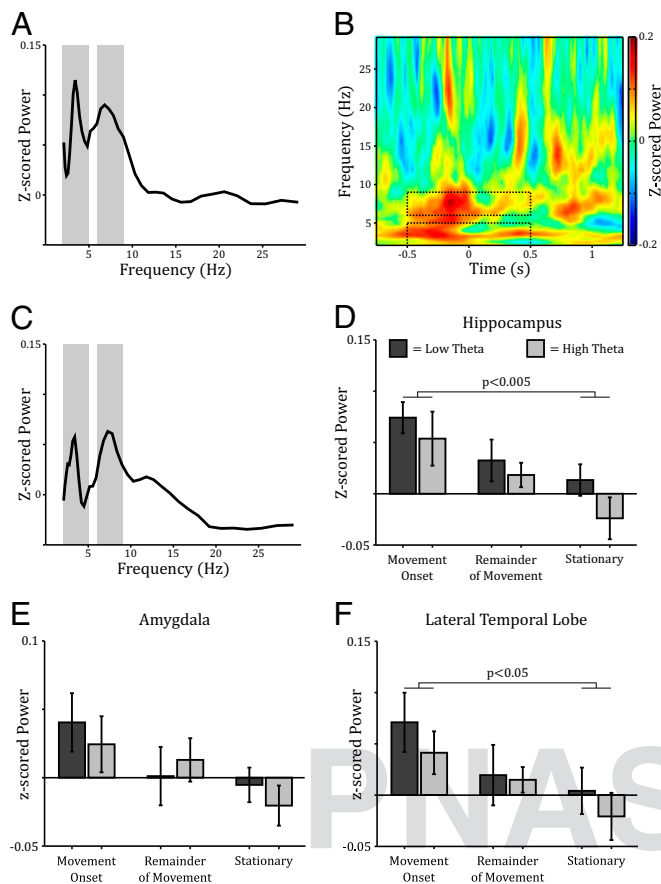 A
0.15
0
Z-scored Power
5 10 15 20 25
Frequency (Hz)
B
25
20
15
10
5
Frequency (Hz)
-0.5 0 0.5 1
Time (s)
0.2
0
-0.2
Z-scored Power
C
0.15
0
Z-scored Power
5 10 15 20 25
Frequency (Hz)
D
Hippocampus
0.15
-0.05
Z-scored Power
= Low Theta = High Theta
p<0.005
Movement Remainder Stationary
Onset of Movement
E
Amygdala
0.1
-0.05
z-scored Power
Movement Remainder Stationary
Onset of Movement
F
Lateral Temporal Lobe
0.15
-0.05
z-scored Power
p<0.05
Movement Remainder Stationary
Onset of Movement
PNAS